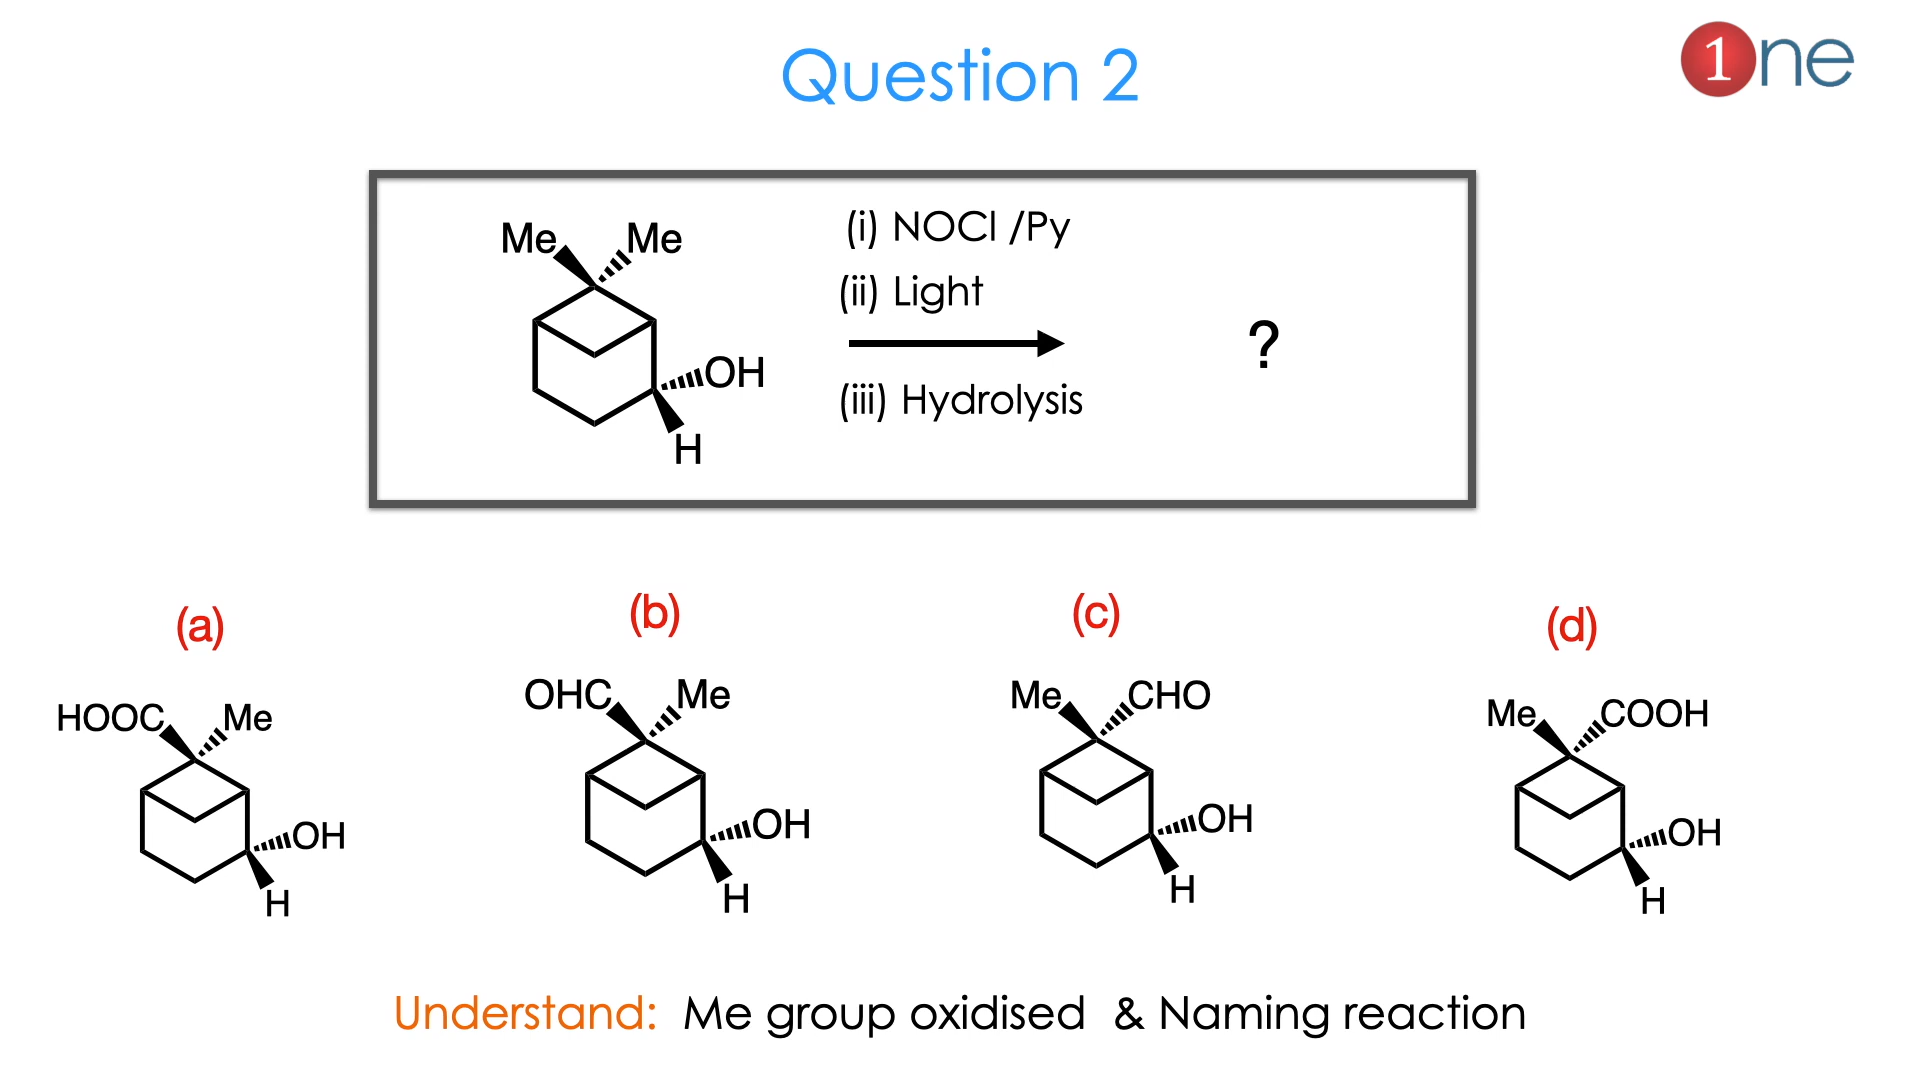 Question 2
1ne
Me Me
(i) NOCl /Py
(ii) Light
OH
H
(iii) Hydrolysis
?
(a)
(b)
(c)
(d)
HOOC Me
OH
H
OHC Me
OH
H
Me CHO
OH
H
Me COOH
OH
H
Understand: Me group oxidised & Naming reaction